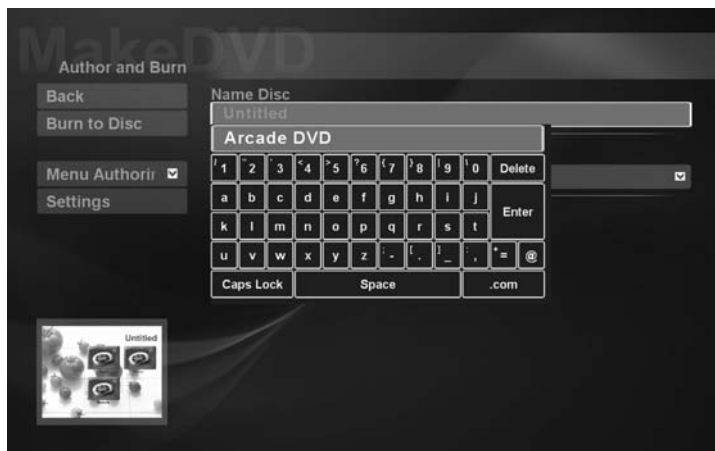 MakeDVD
Author and Burn
Back
Burn to Disc
Menu Authorin
Settings
Name Disc
Untitled
Arcade DVD
1 2 3 4 5 6 7 8 9 0 Delete
a b c d e f g h i j
Enter
k l m n o p q r s t
u v w x y z - . _ , = @
Caps Lock Space .com
Untitled